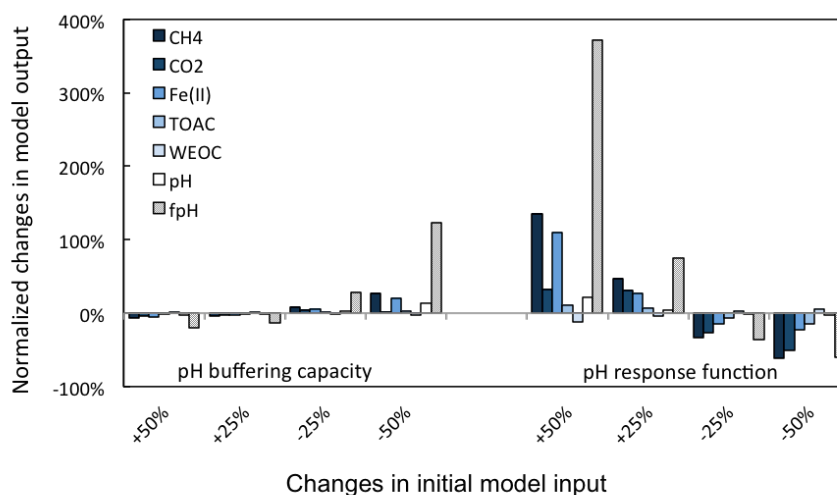 Normalized changes in model output
400%
300%
200%
100%
0%
-100%
CH4
CO2
Fe(II)
TOAC
WEOC
pH
fpH
pH buffering capacity
pH response function
+50%
+25%
-25%
-50%
+50%
+25%
-25%
-50%
Changes in initial model input